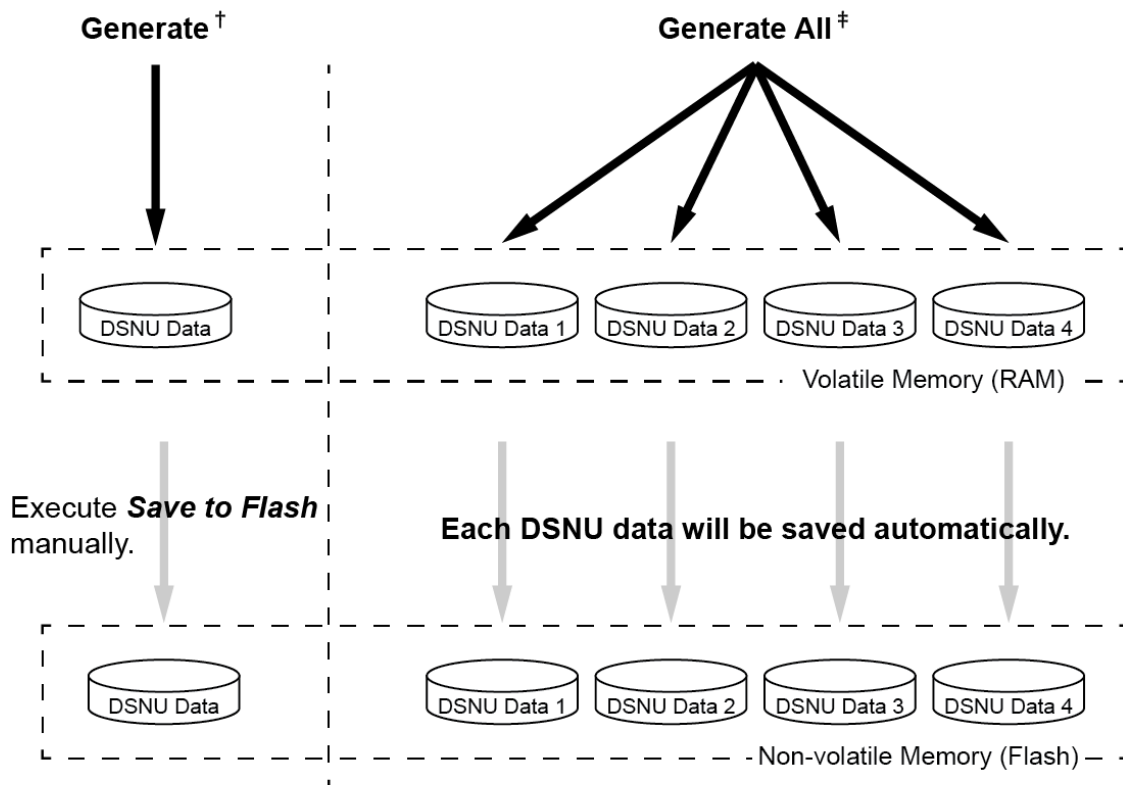 Generate †
Generate All ‡
DSNU Data
DSNU Data 1
DSNU Data 2
DSNU Data 3
DSNU Data 4
Volatile Memory (RAM)
Execute Save to Flash
manually.
Each DSNU data will be saved automatically.
DSNU Data
DSNU Data 1
DSNU Data 2
DSNU Data 3
DSNU Data 4
Non-volatile Memory (Flash)